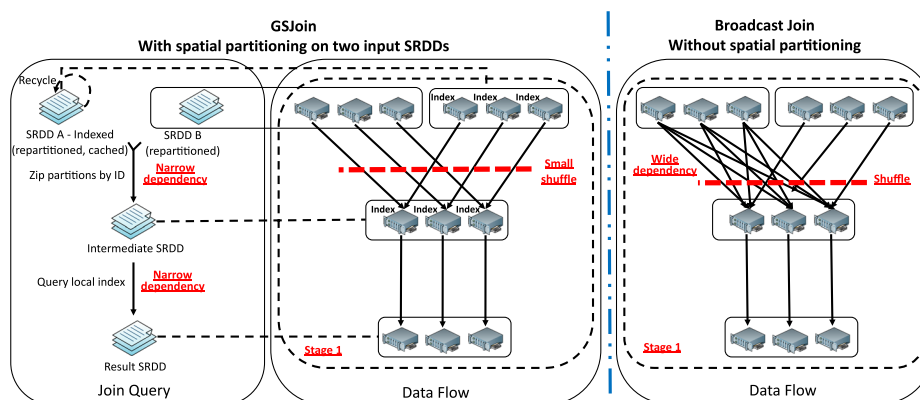 GSJoin
With spatial partitioning on two input SRDDs
Broadcast Join
Without spatial partitioning
Recycle
SRDD A - Indexed
(repartitioned, cached)
SRDD B
(repartitioned)
Zip partitions by ID
Narrow
dependency
Intermediate SRDD
Query local index
Narrow
dependency
Result SRDD
Join Query
Index
Index
Index
Small
shuffle
Index
Index
Index
Stage 1
Data Flow
Wide
dependency
Shuffle
Stage 1
Data Flow